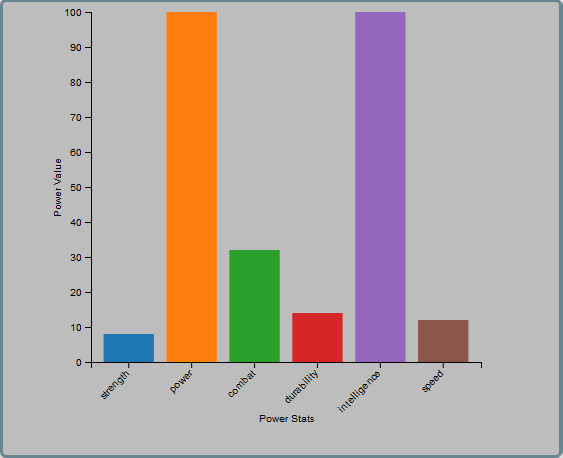 100
90
80
70
60
50
40
30
20
10
0
Power Value
strength
power
combat
durability
intelligence
speed
Power Stats